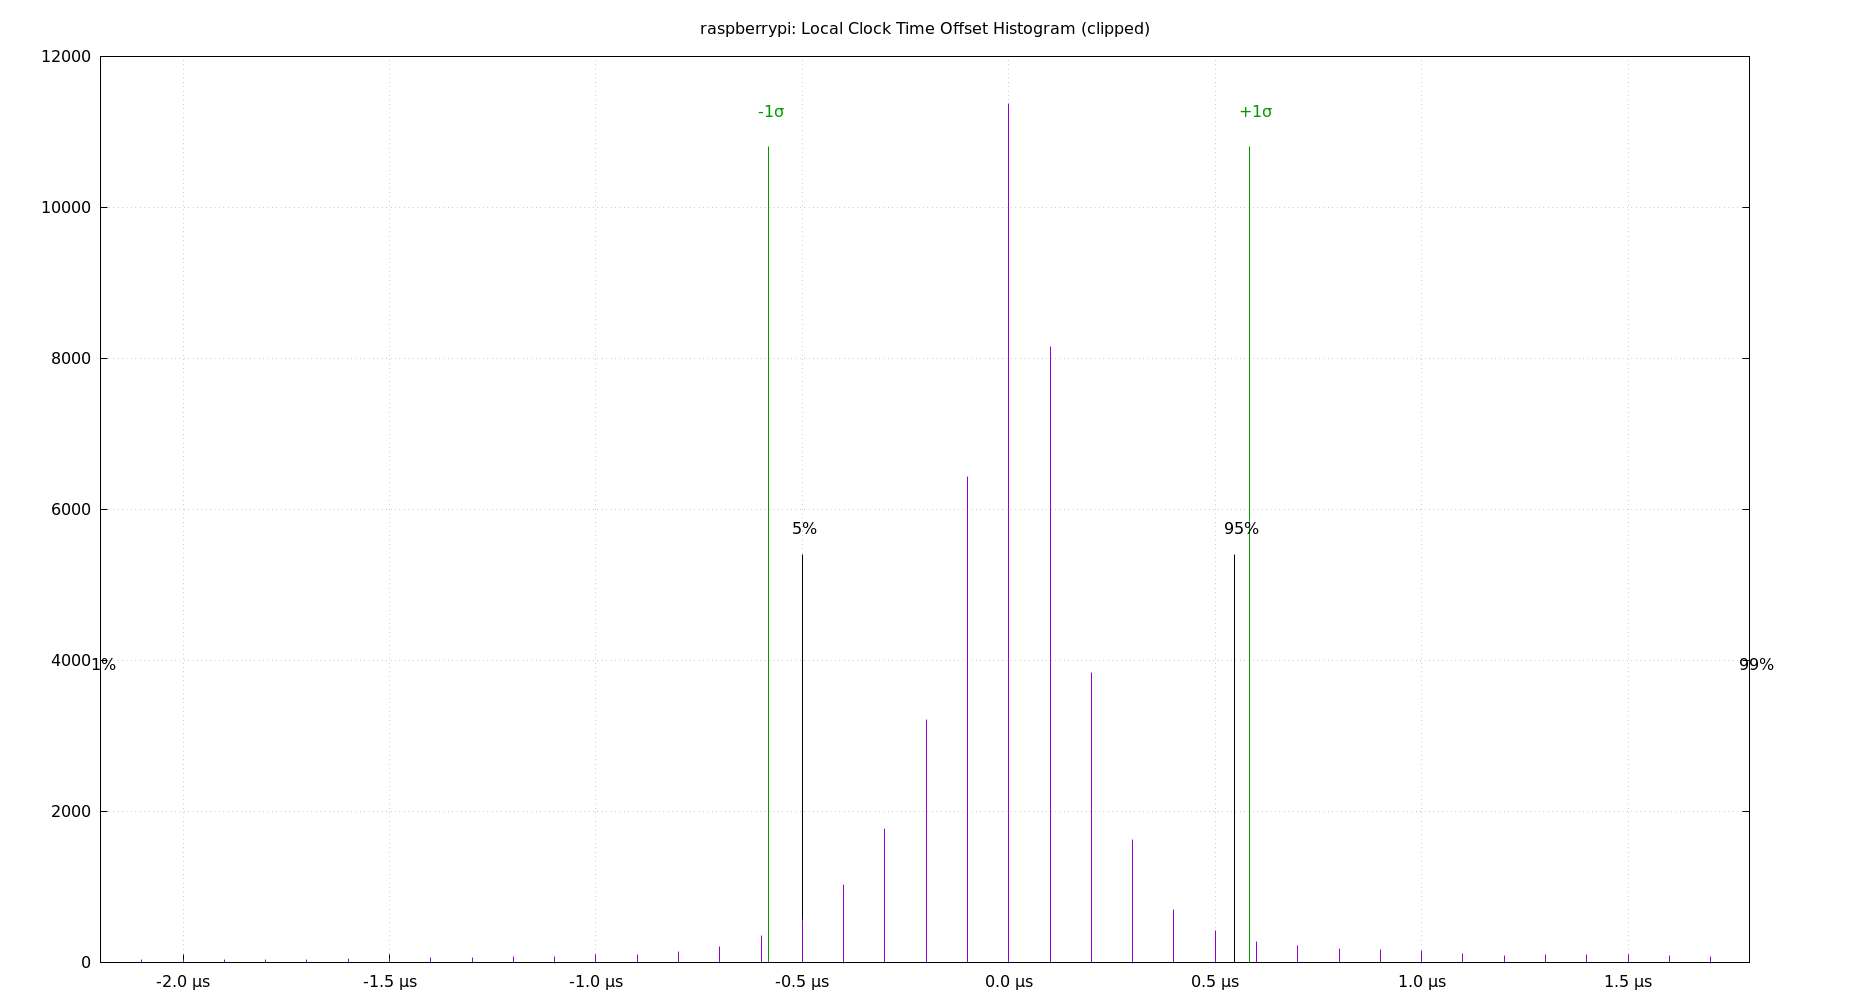 raspberrypi: Local Clock Time Offset Histogram (clipped)
12000
-1σ +1σ
10000
8000
6000
5% 95%
4000 1% 99%
2000
0
-2.0 µs -1.5 µs -1.0 µs -0.5 µs 0.0 µs 0.5 µs 1.0 µs 1.5 µs